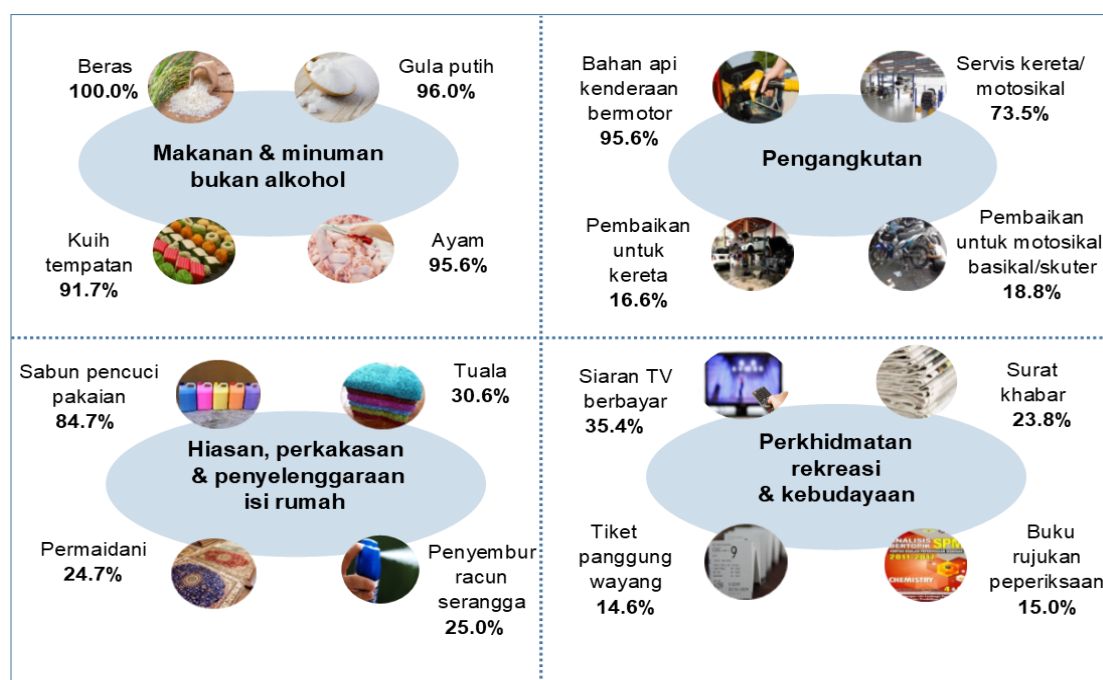 Beras
100.0%
Gula putih
96.0%
Makanan & minuman
bukan alkohol
Kuih
tempatan
91.7%
Ayam
95.6%
Bahan api
kenderaan
bermotor
95.6%
Servis kereta/
motosikal
73.5%
Pengangkutan
Pembaikan
untuk
kereta
16.6%
Pembaikan
untuk motosikal
basikal/skuter
18.8%
Sabun pencuci
pakaian
84.7%
Tuala
30.6%
Hiasan, perkakasan
& penyelenggaraan
isi rumah
Permaidani
24.7%
Penyembur
racun
serangga
25.0%
Siaran TV
berbayar
35.4%
Surat
khabar
23.8%
Perkhidmatan
rekreasi
& kebudayaan
Tiket
panggung
wayang
14.6%
9
SPM
CHEMISTRY
Buku
rujukan
peperiksaan
15.0%